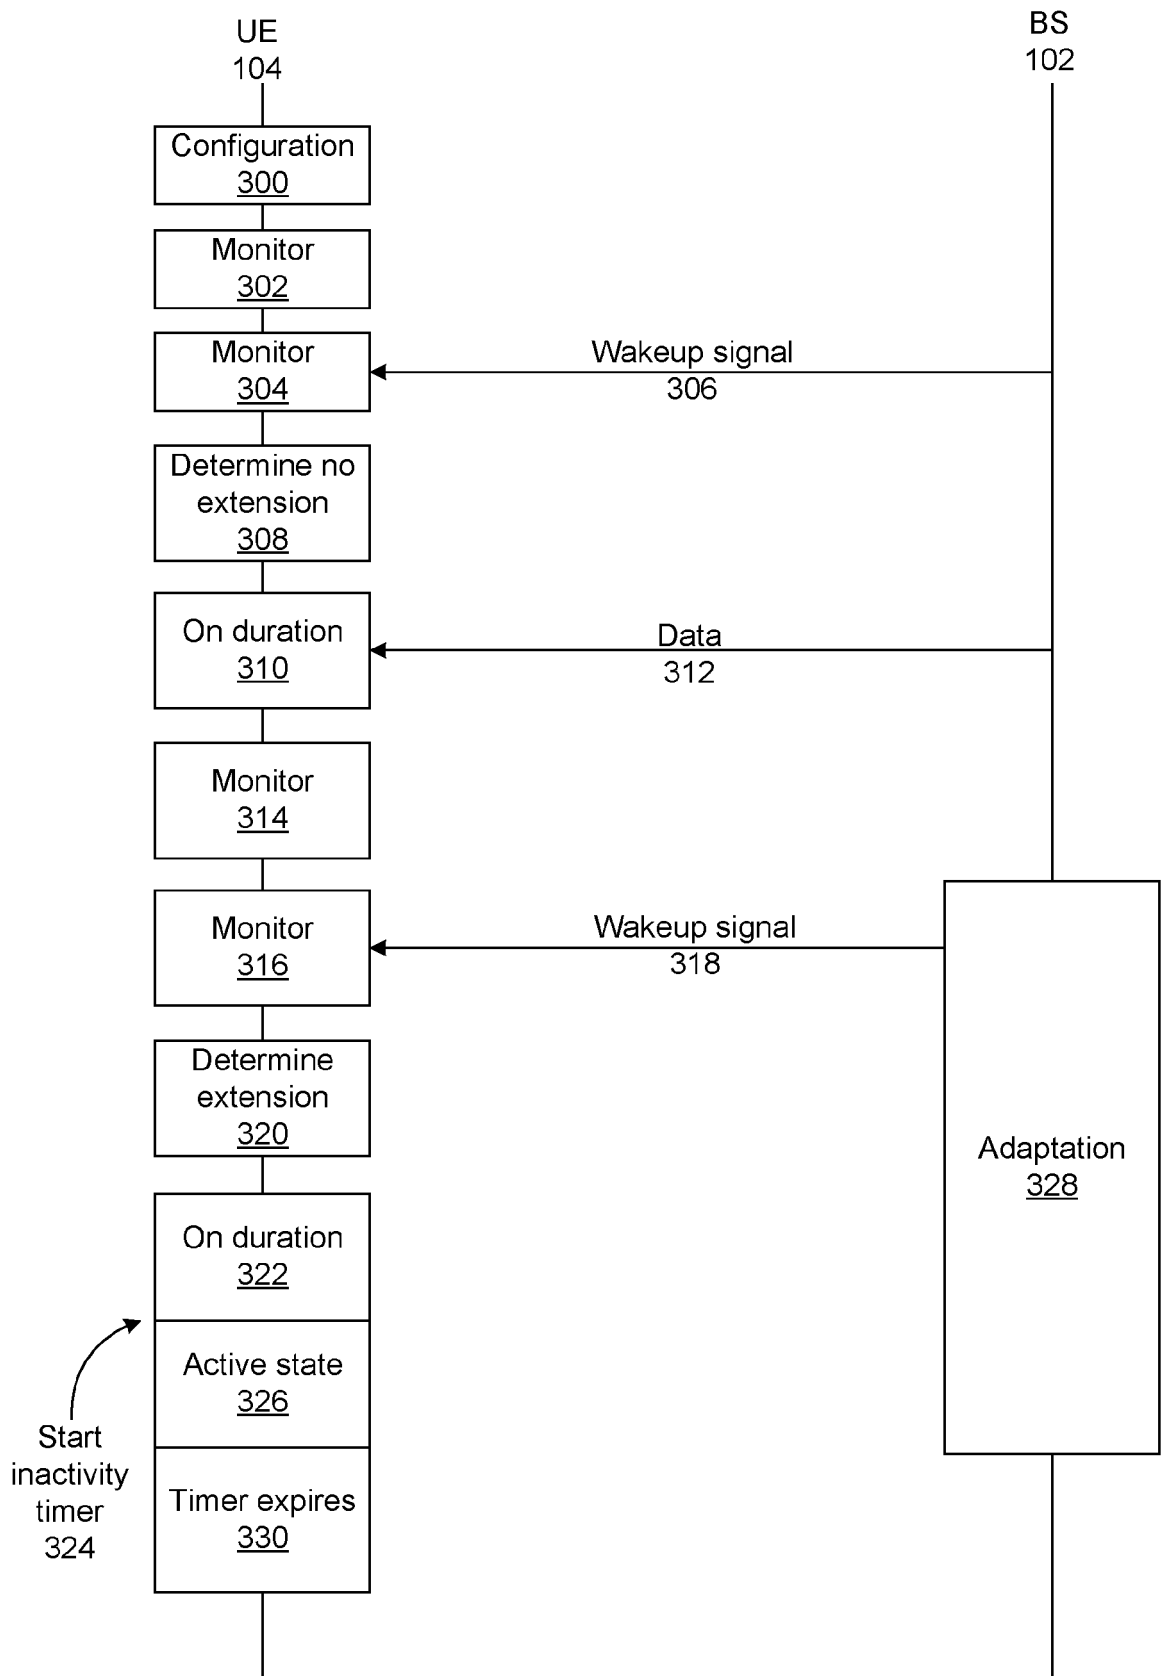 UE
104
BS
102
Configuration
300
Monitor
302
Monitor
304
Wakeup signal
306
Determine no
extension
308
On duration
310
Data
312
Monitor
314
Monitor
316
Wakeup signal
318
Determine
extension
320
Adaptation
328
On duration
322
Active state
326
Start
inactivity
timer
324
Timer expires
330